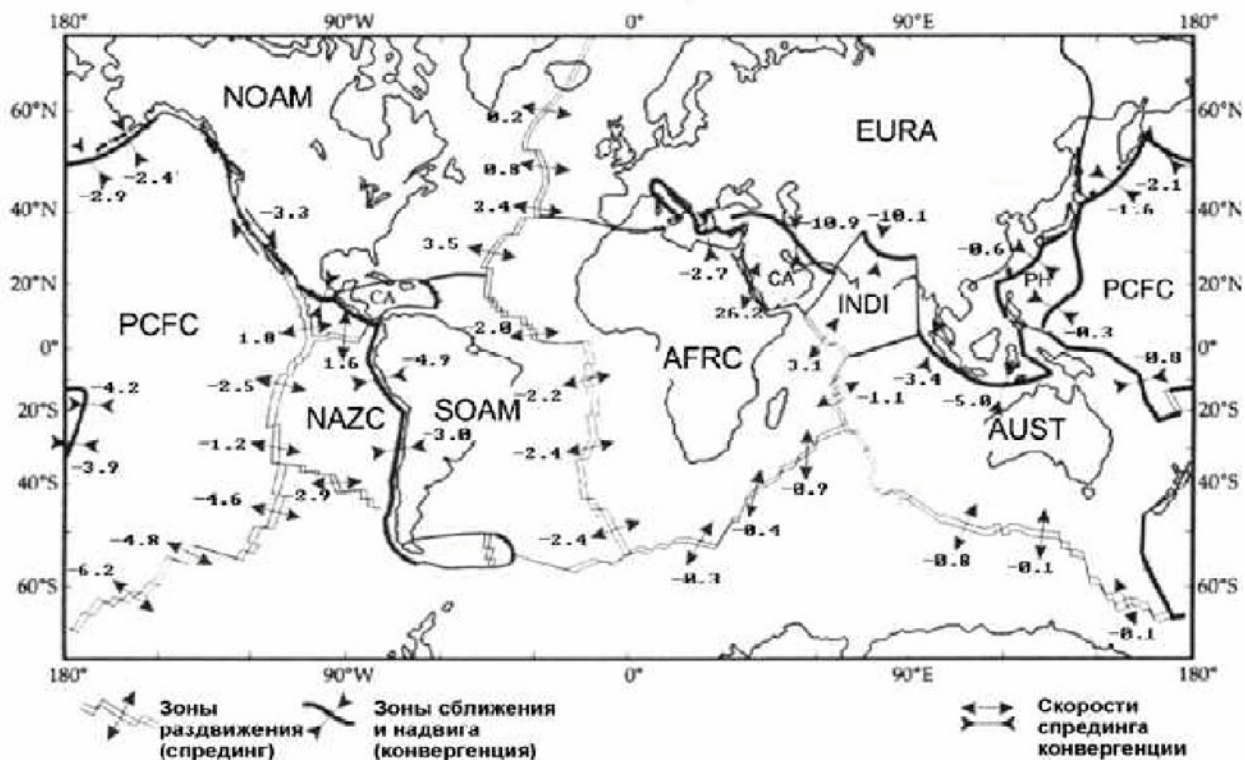 180° 90°W 0° 90°E 180°
NOAM
60°N 0.2 EURA 60°N
0.8 -2.1
-2.9 -2.4 -1.6
40°N -3.3 2.4 -10.9 -10.1 40°N
3.5 -2.7 -0.6
20°N CA CA INDI PH 20°N
PCFC 26.2 PCFC
1.8 -2.0 AFRC -0.3
0° 1.6 -4.9 3.1 -3.4 -0.8 0°
-4.2 -2.5 -2.2 -1.1 -5.0
20°S NAZC SOAM AUST 20°S
-3.9 -1.2 -3.0 -2.4
40°S -4.6 -2.9 -0.9 40°S
-4.8 -2.4 -0.4
-6.2 -0.3 -0.8 -0.1
60°S 60°S
-0.1
180° 90°W 0° 90°E 180°
Зоны
раздвижения
(спрединг)
Зоны сближения
и надвига
(конвергенция)
Скорости
спрединга
конвергенции